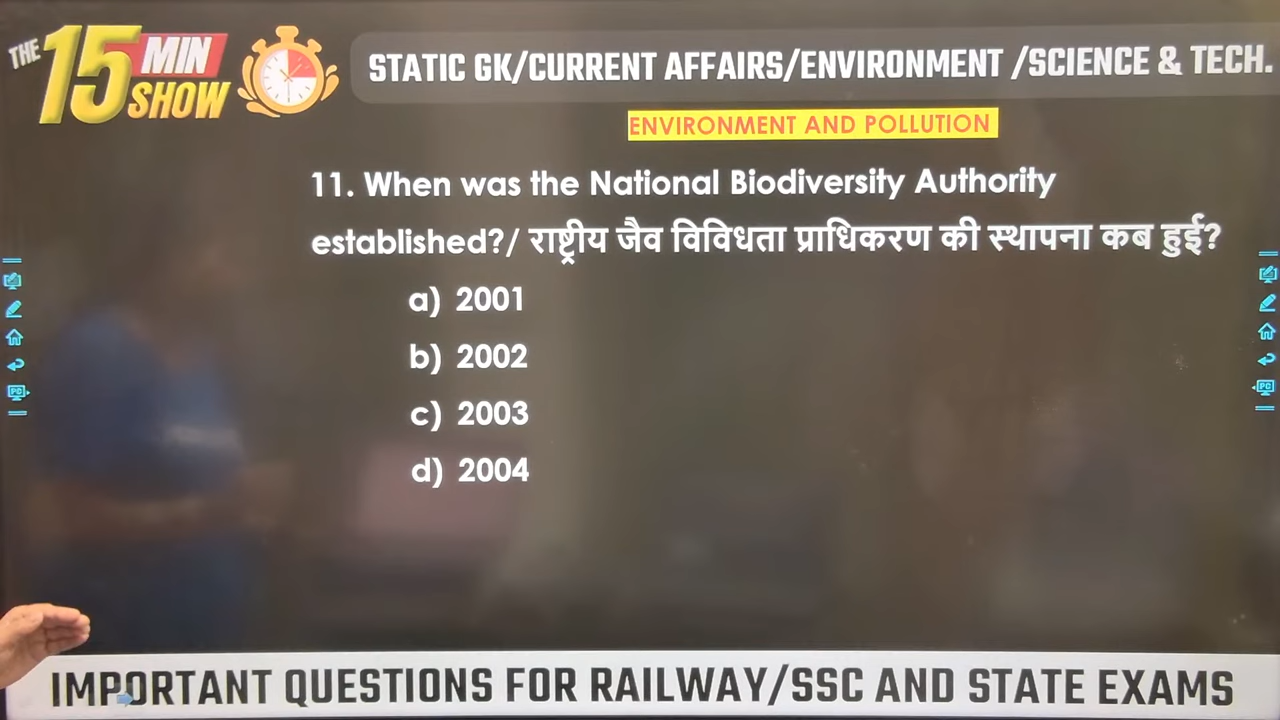 THE 15 MIN SHOW
STATIC GK/CURRENT AFFAIRS/ENVIRONMENT /SCIENCE & TECH.
ENVIRONMENT AND POLLUTION
11. When was the National Biodiversity Authority
established?/ राष्ट्रीय जैव विविधता प्राधिकरण की स्थापना कब हुई?
a) 2001
b) 2002
c) 2003
d) 2004
PC
PC
IMPORTANT QUESTIONS FOR RAILWAY/SSC AND STATE EXAMS